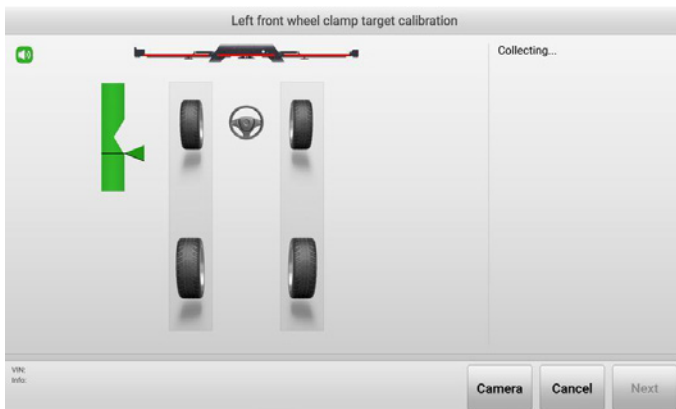 Left front wheel clamp target calibration
Collecting...
VIN:
Info:
Camera
Cancel
Next